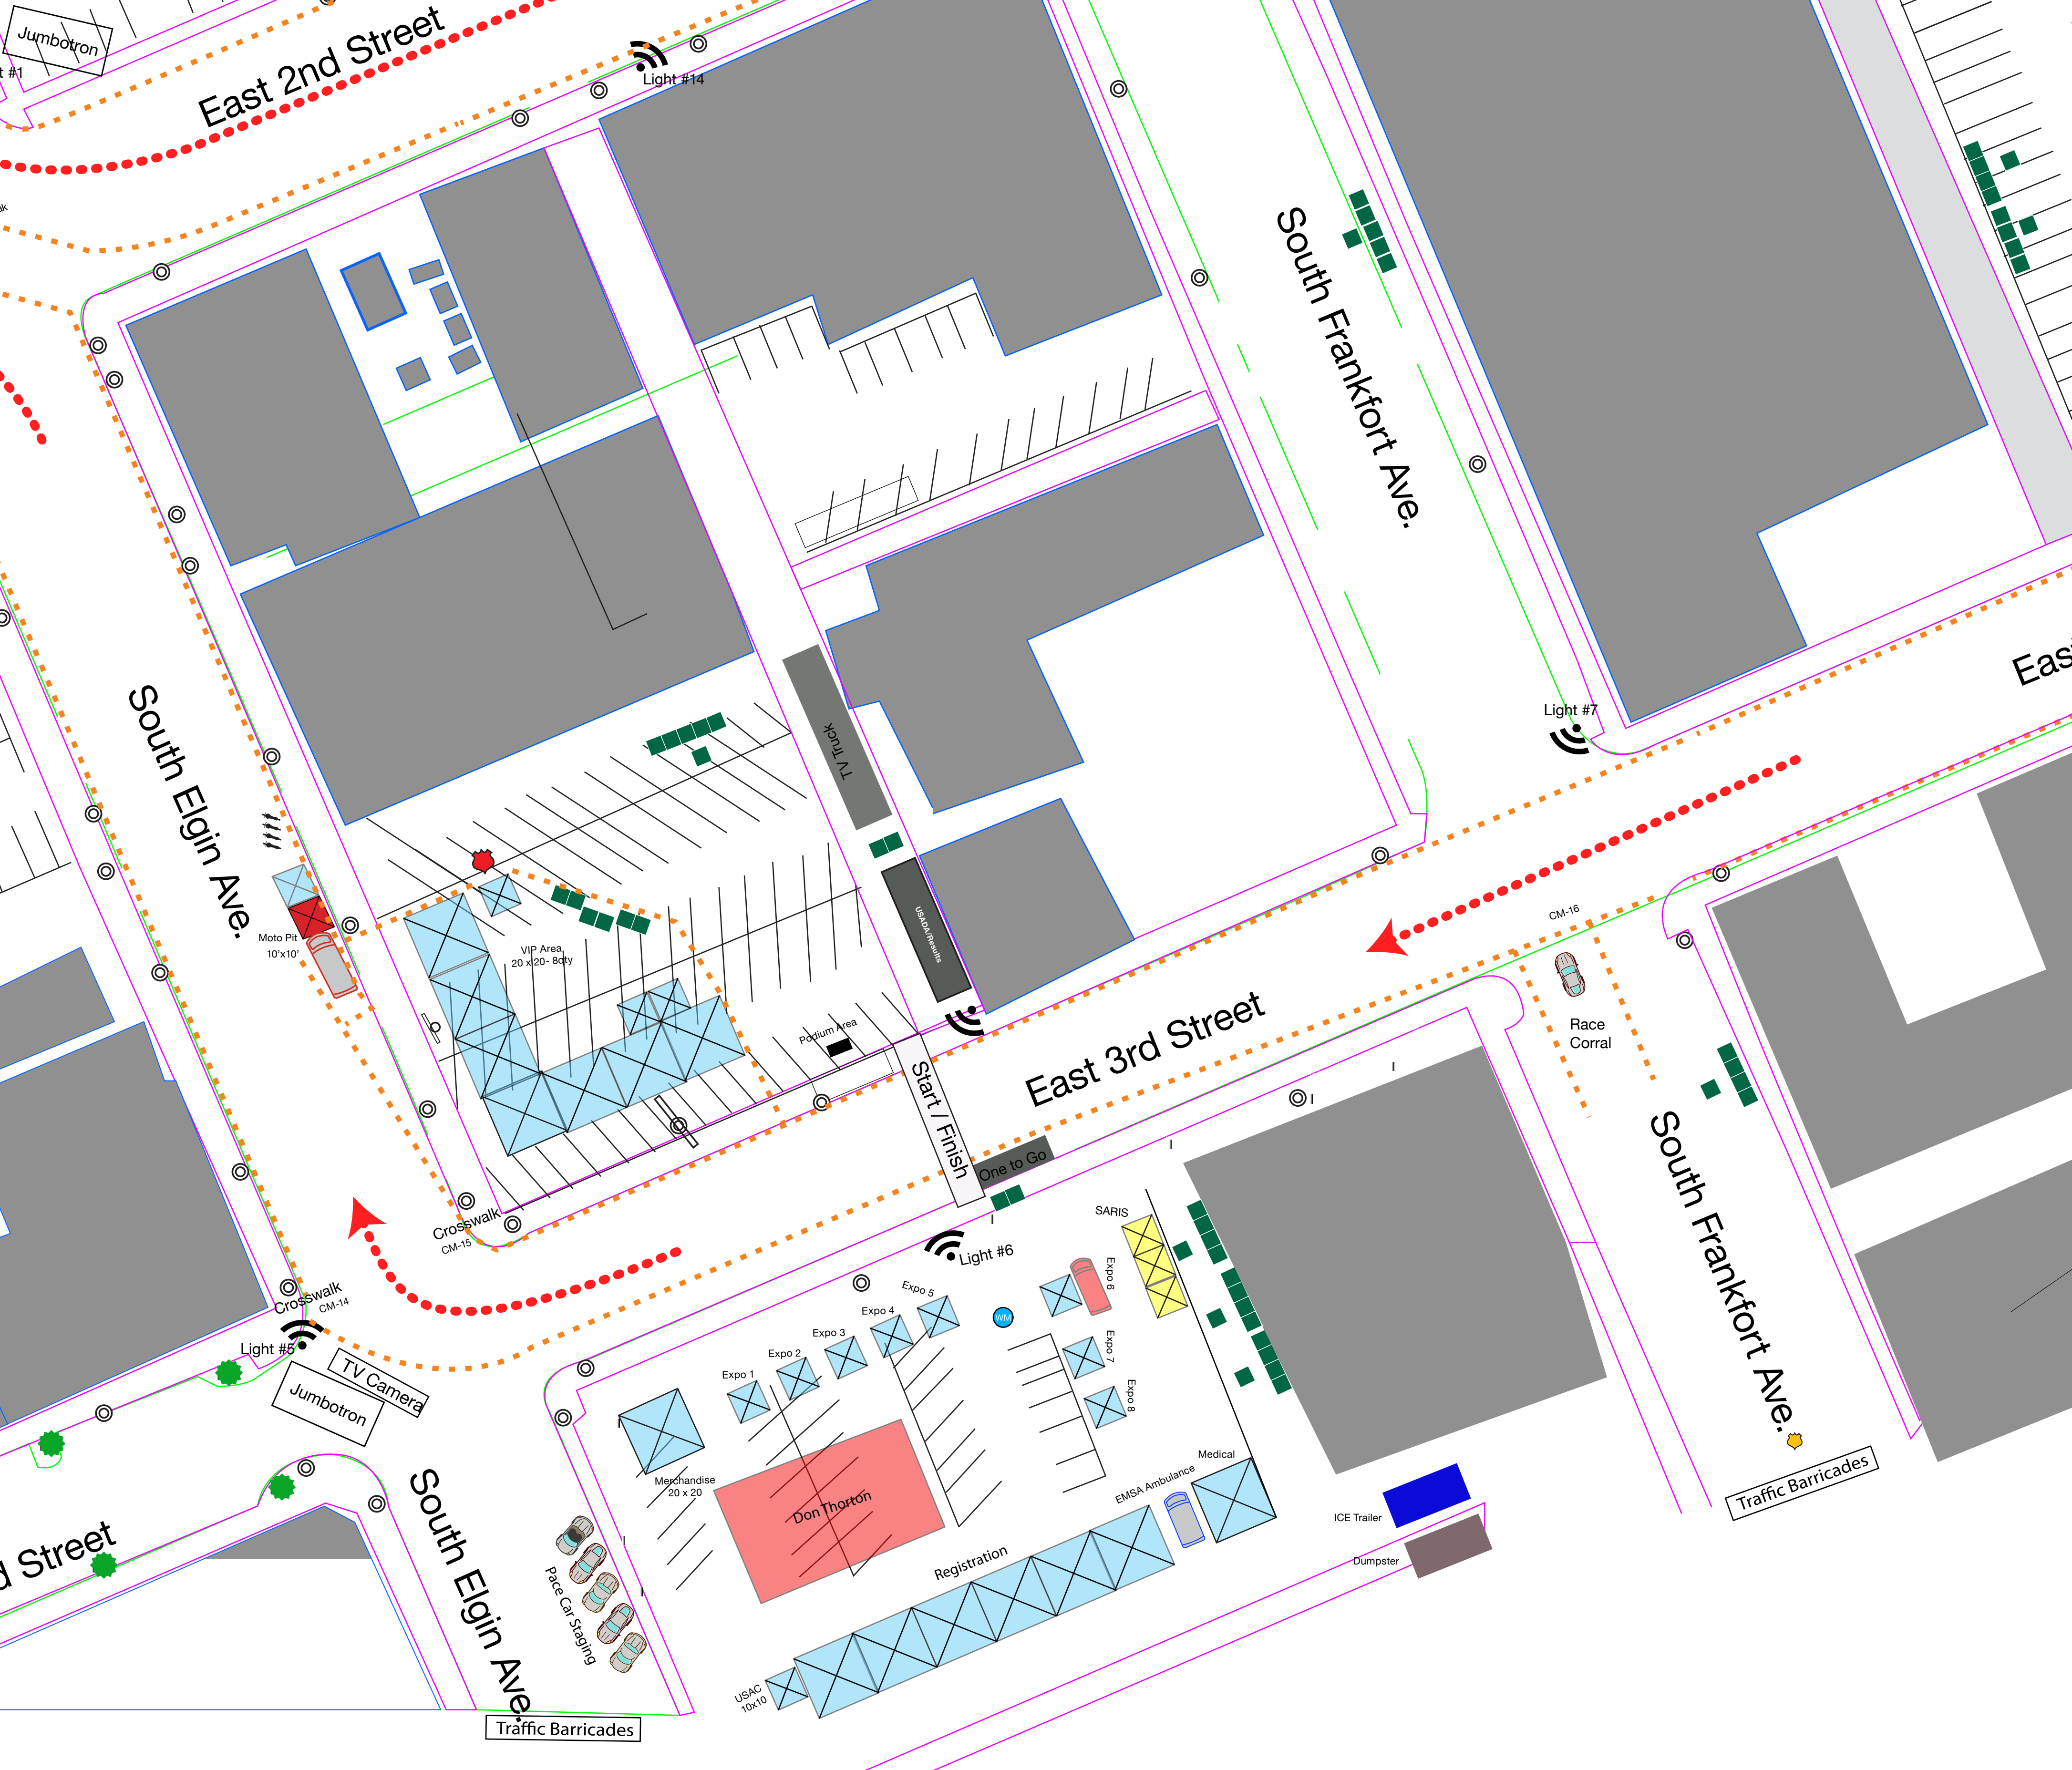 Jumbotron
t #1
East 2nd Street
Light #14
South Frankfort Ave.
South Elgin Ave.
TV Truck
Light #7
East
USADA/Results
Moto Pit
10'x10'
VIP Area
20 x 20- 8qty
Podium Area
CM-16
Race
Corral
East 3rd Street
Start / Finish
One to Go
Crosswalk
CM-15
SARIS
Light #6
Crosswalk
CM-14
Light #5
TV Camera
Jumbotron
Expo 1
Expo 2
Expo 3
Expo 4
Expo 5
WM
Expo 6
Expo 7
Expo 8
South Frankfort Ave.
Traffic Barricades
Merchandise
20 x 20
Don Thorton
EMSA Ambulance
Medical
ICE Trailer
Dumpster
Registration
d Street
South Elgin Ave.
Pace Car Staging
USAC
10x10
Traffic Barricades